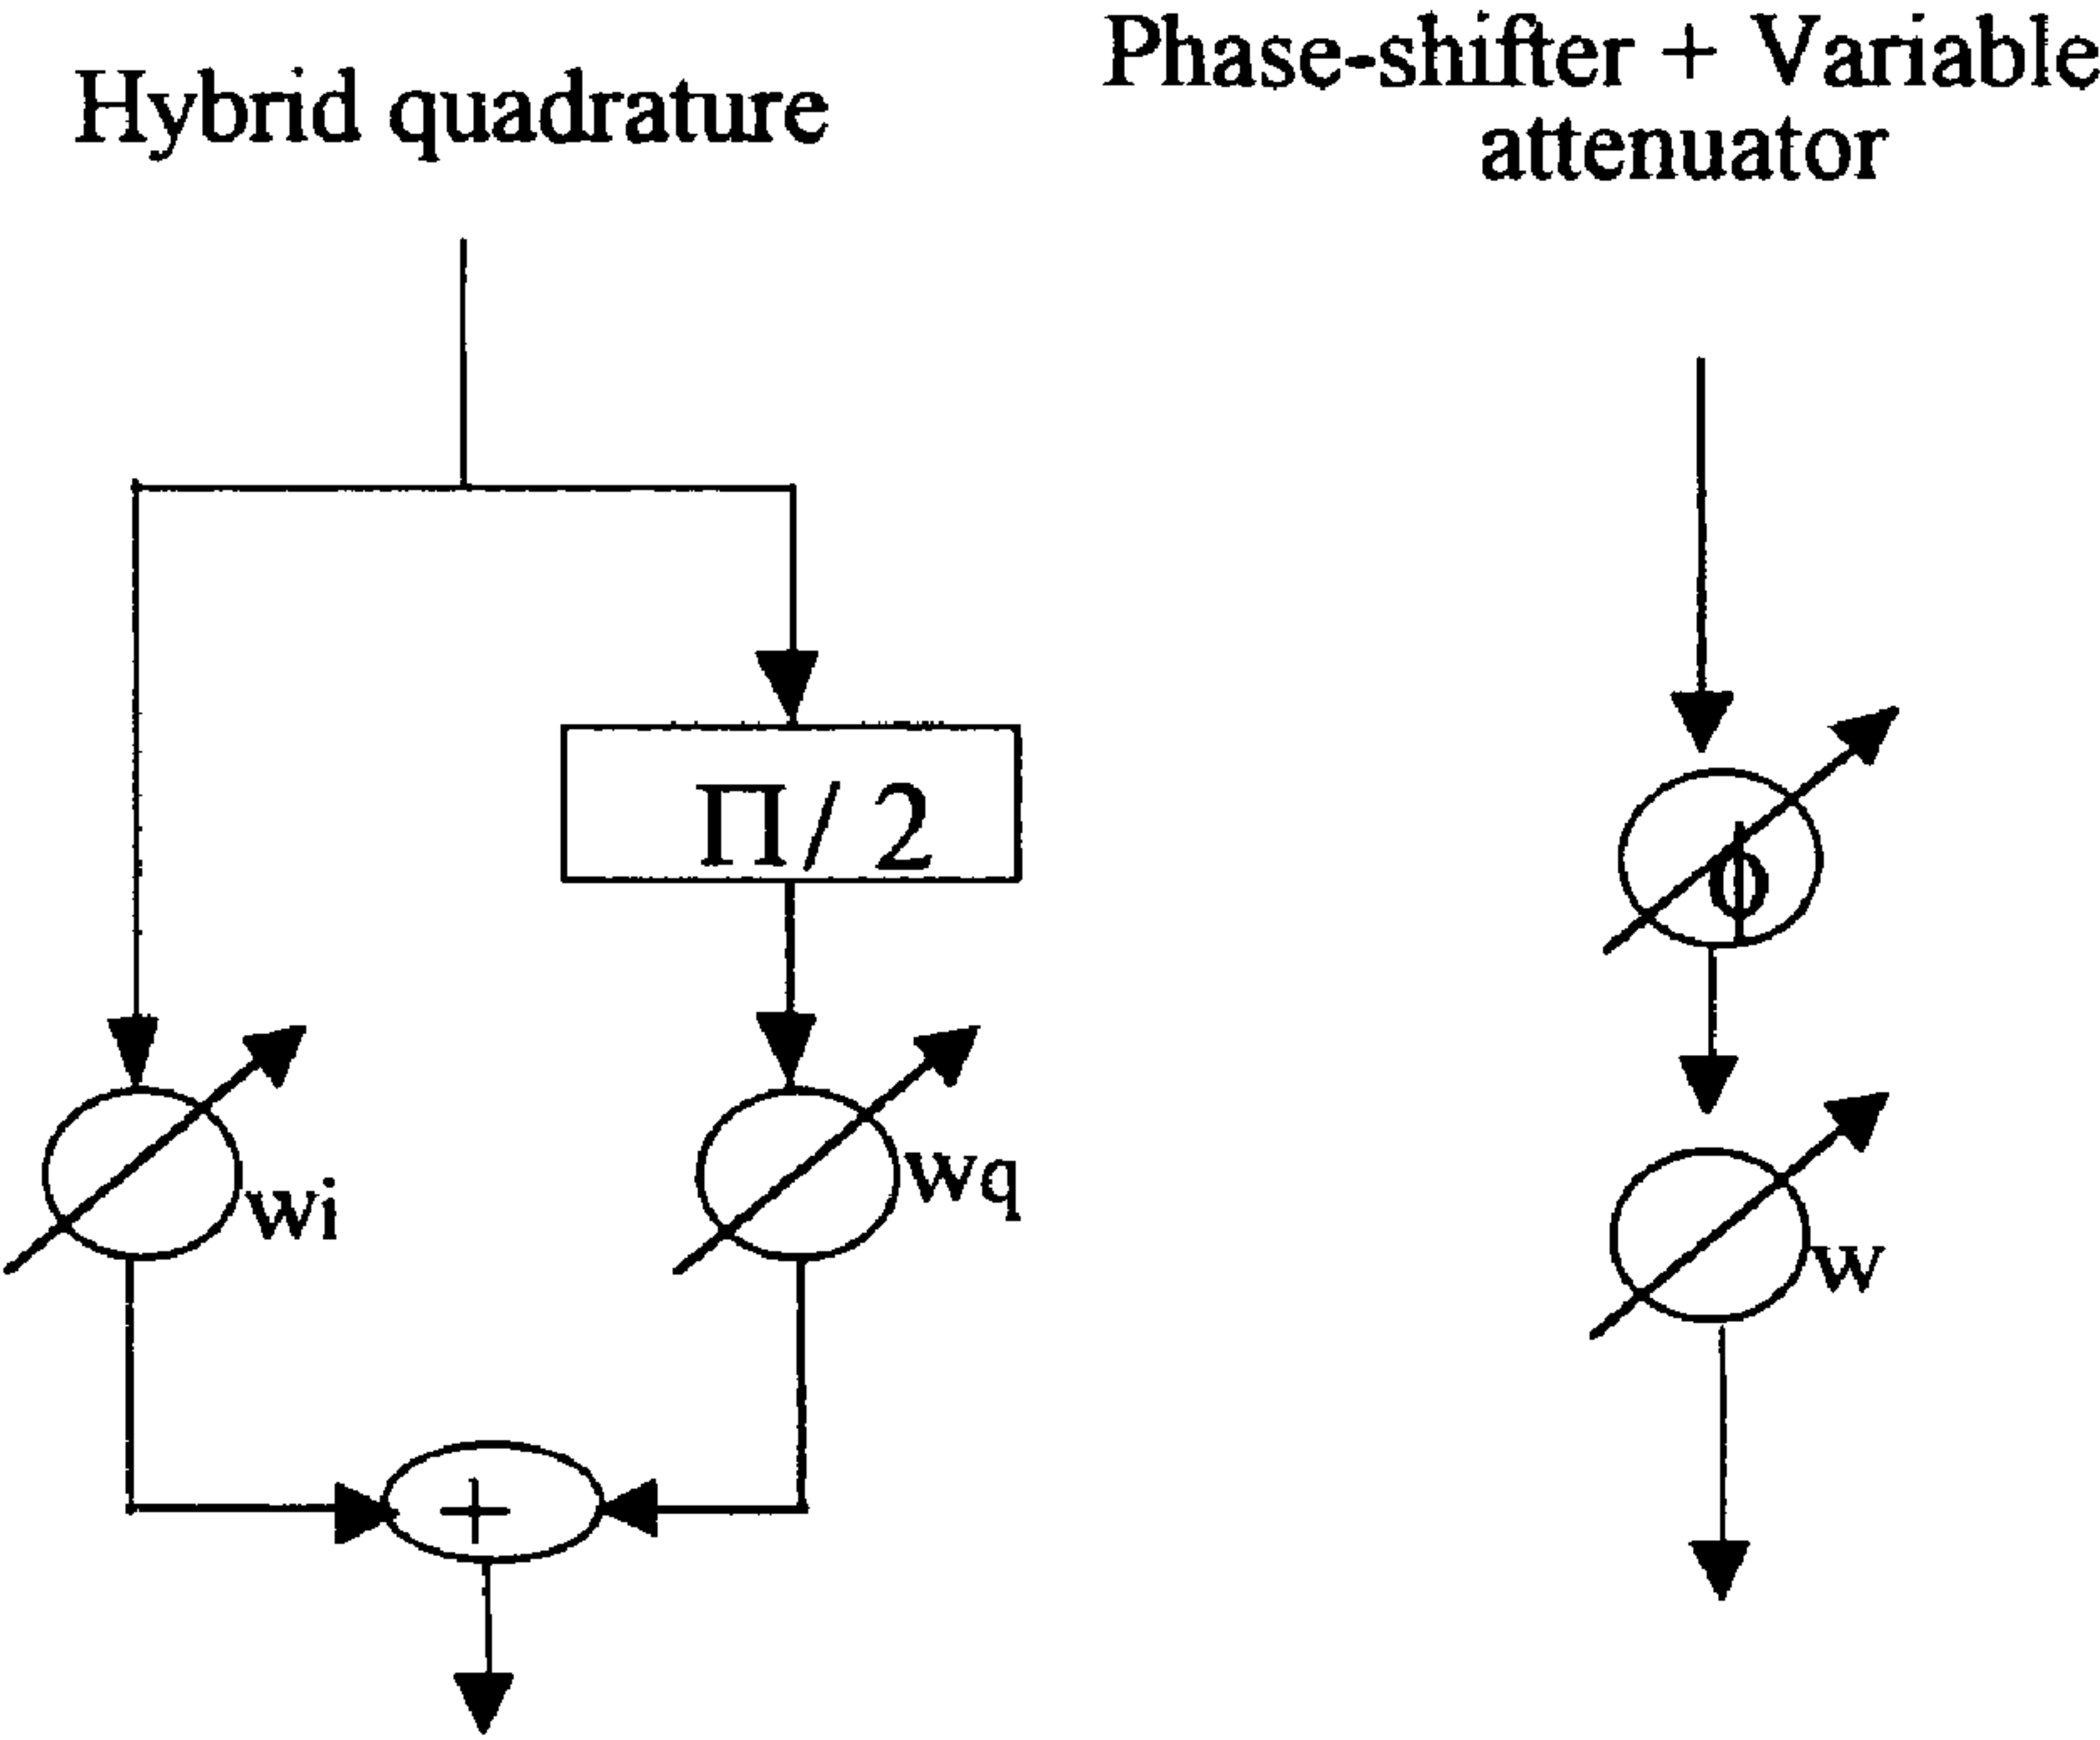 Hybrid quadrature
Phase-shifter + Variable
attenuator
Π/ 2
ϕ
wi
wq
w
+